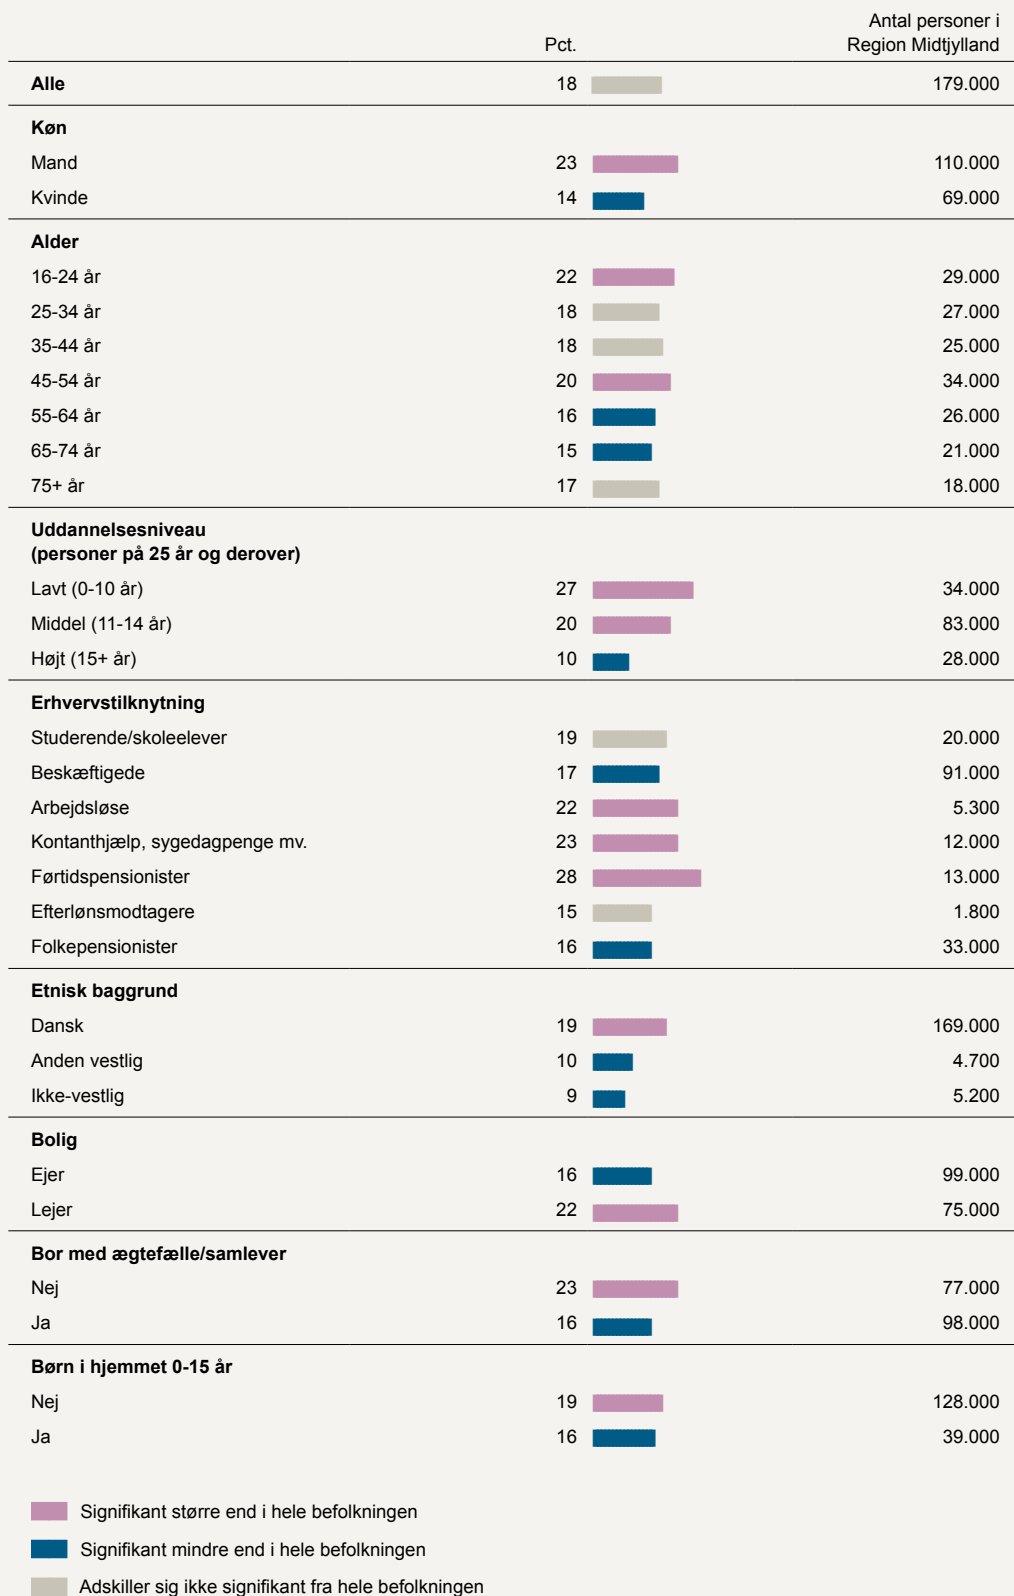 Antal personer i
Pct. Region Midtjylland
Alle 18 179.000
Køn
Mand 23 110.000
Kvinde 14 69.000
Alder
16-24 år 22 29.000
25-34 år 18 27.000
35-44 år 18 25.000
45-54 år 20 34.000
55-64 år 16 26.000
65-74 år 15 21.000
75+ år 17 18.000
Uddannelsesniveau
(personer på 25 år og derover)
Lavt (0-10 år) 27 34.000
Middel (11-14 år) 20 83.000
Højt (15+ år) 10 28.000
Erhvervstilknytning
Studerende/skoleelever 19 20.000
Beskæftigede 17 91.000
Arbejdsløse 22 5.300
Kontanthjælp, sygedagpenge mv. 23 12.000
Førtidspensionister 28 13.000
Efterlønsmodtagere 15 1.800
Folkepensionister 16 33.000
Etnisk baggrund
Dansk 19 169.000
Anden vestlig 10 4.700
Ikke-vestlig 9 5.200
Bolig
Ejer 16 99.000
Lejer 22 75.000
Bor med ægtefælle/samlever
Nej 23 77.000
Ja 16 98.000
Børn i hjemmet 0-15 år
Nej 19 128.000
Ja 16 39.000
Signifikant større end i hele befolkningen
Signifikant mindre end i hele befolkningen
Adskiller sig ikke signifikant fra hele befolkningen